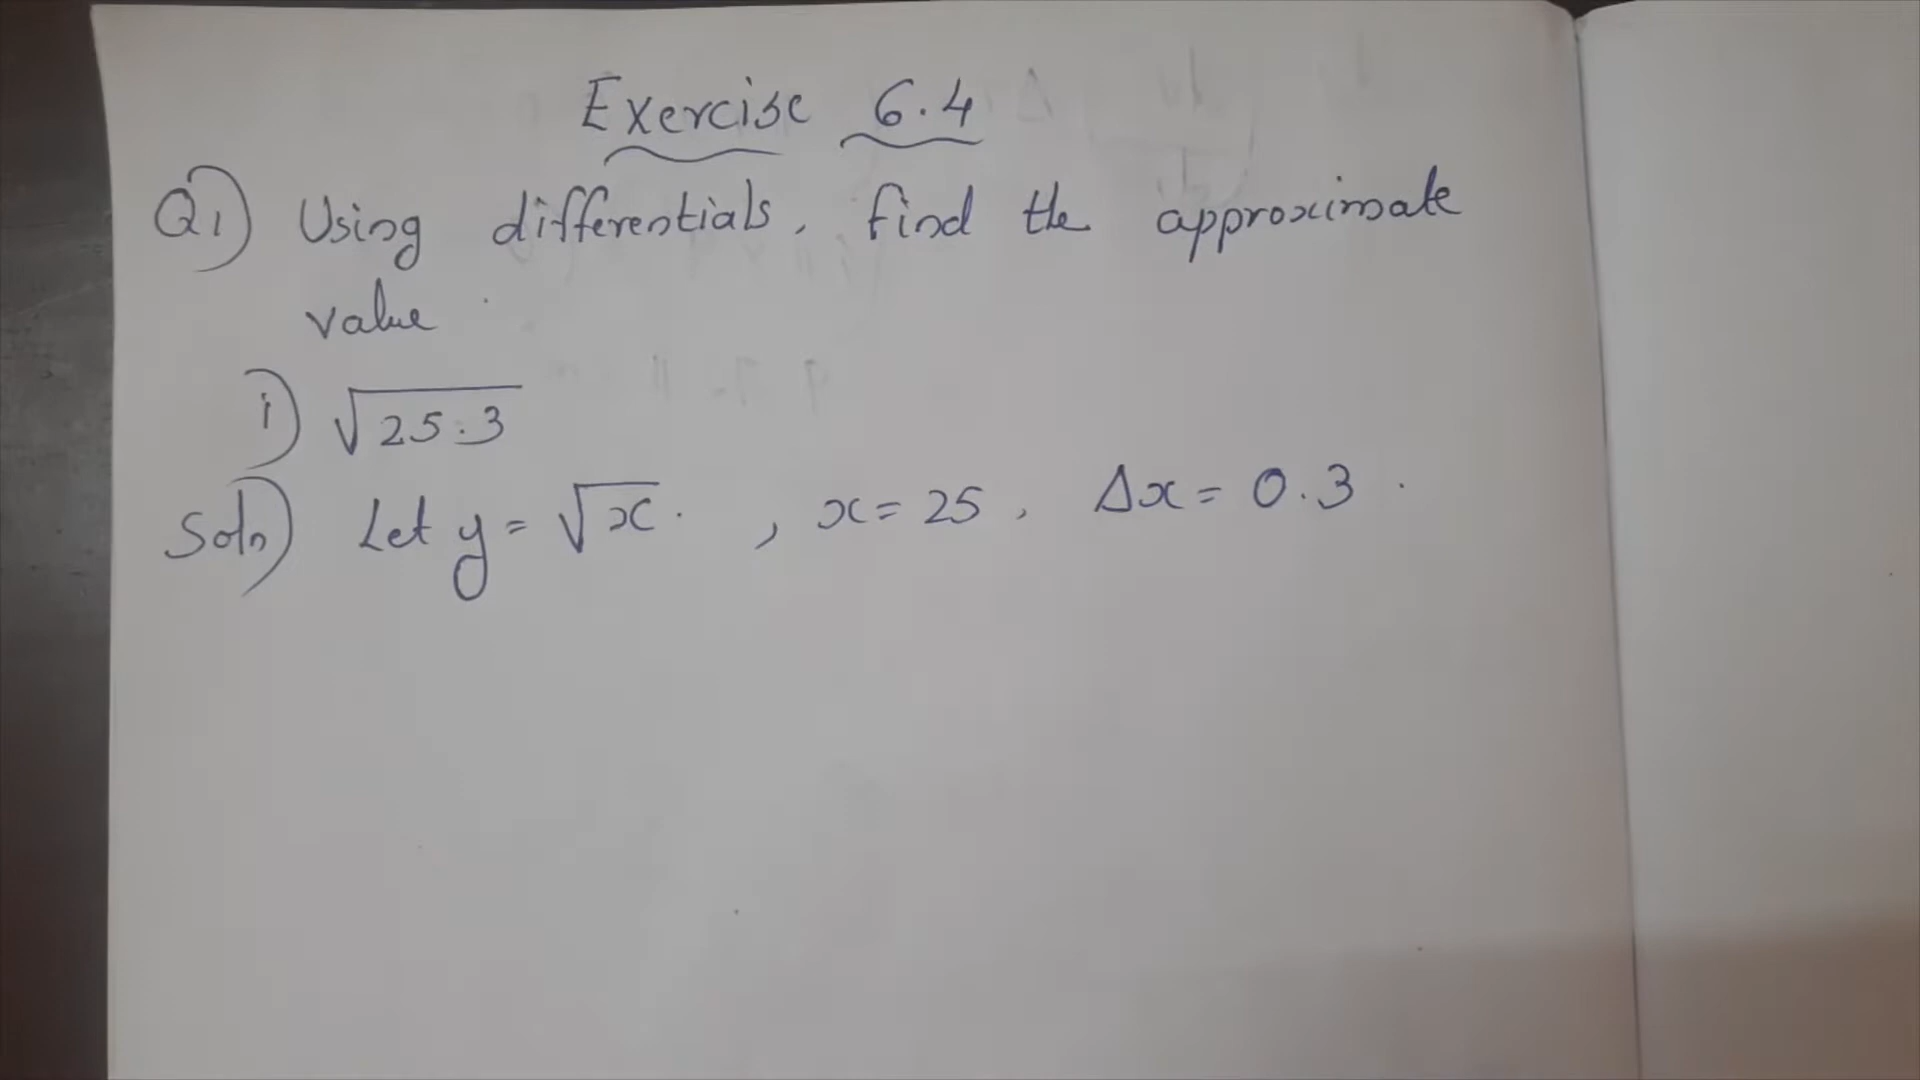 Exercise 6.4
Q1) Using differentials, find the approximate
value
i) √25.3
Soln) Let y = √x. , x = 25, Δx = 0.3.